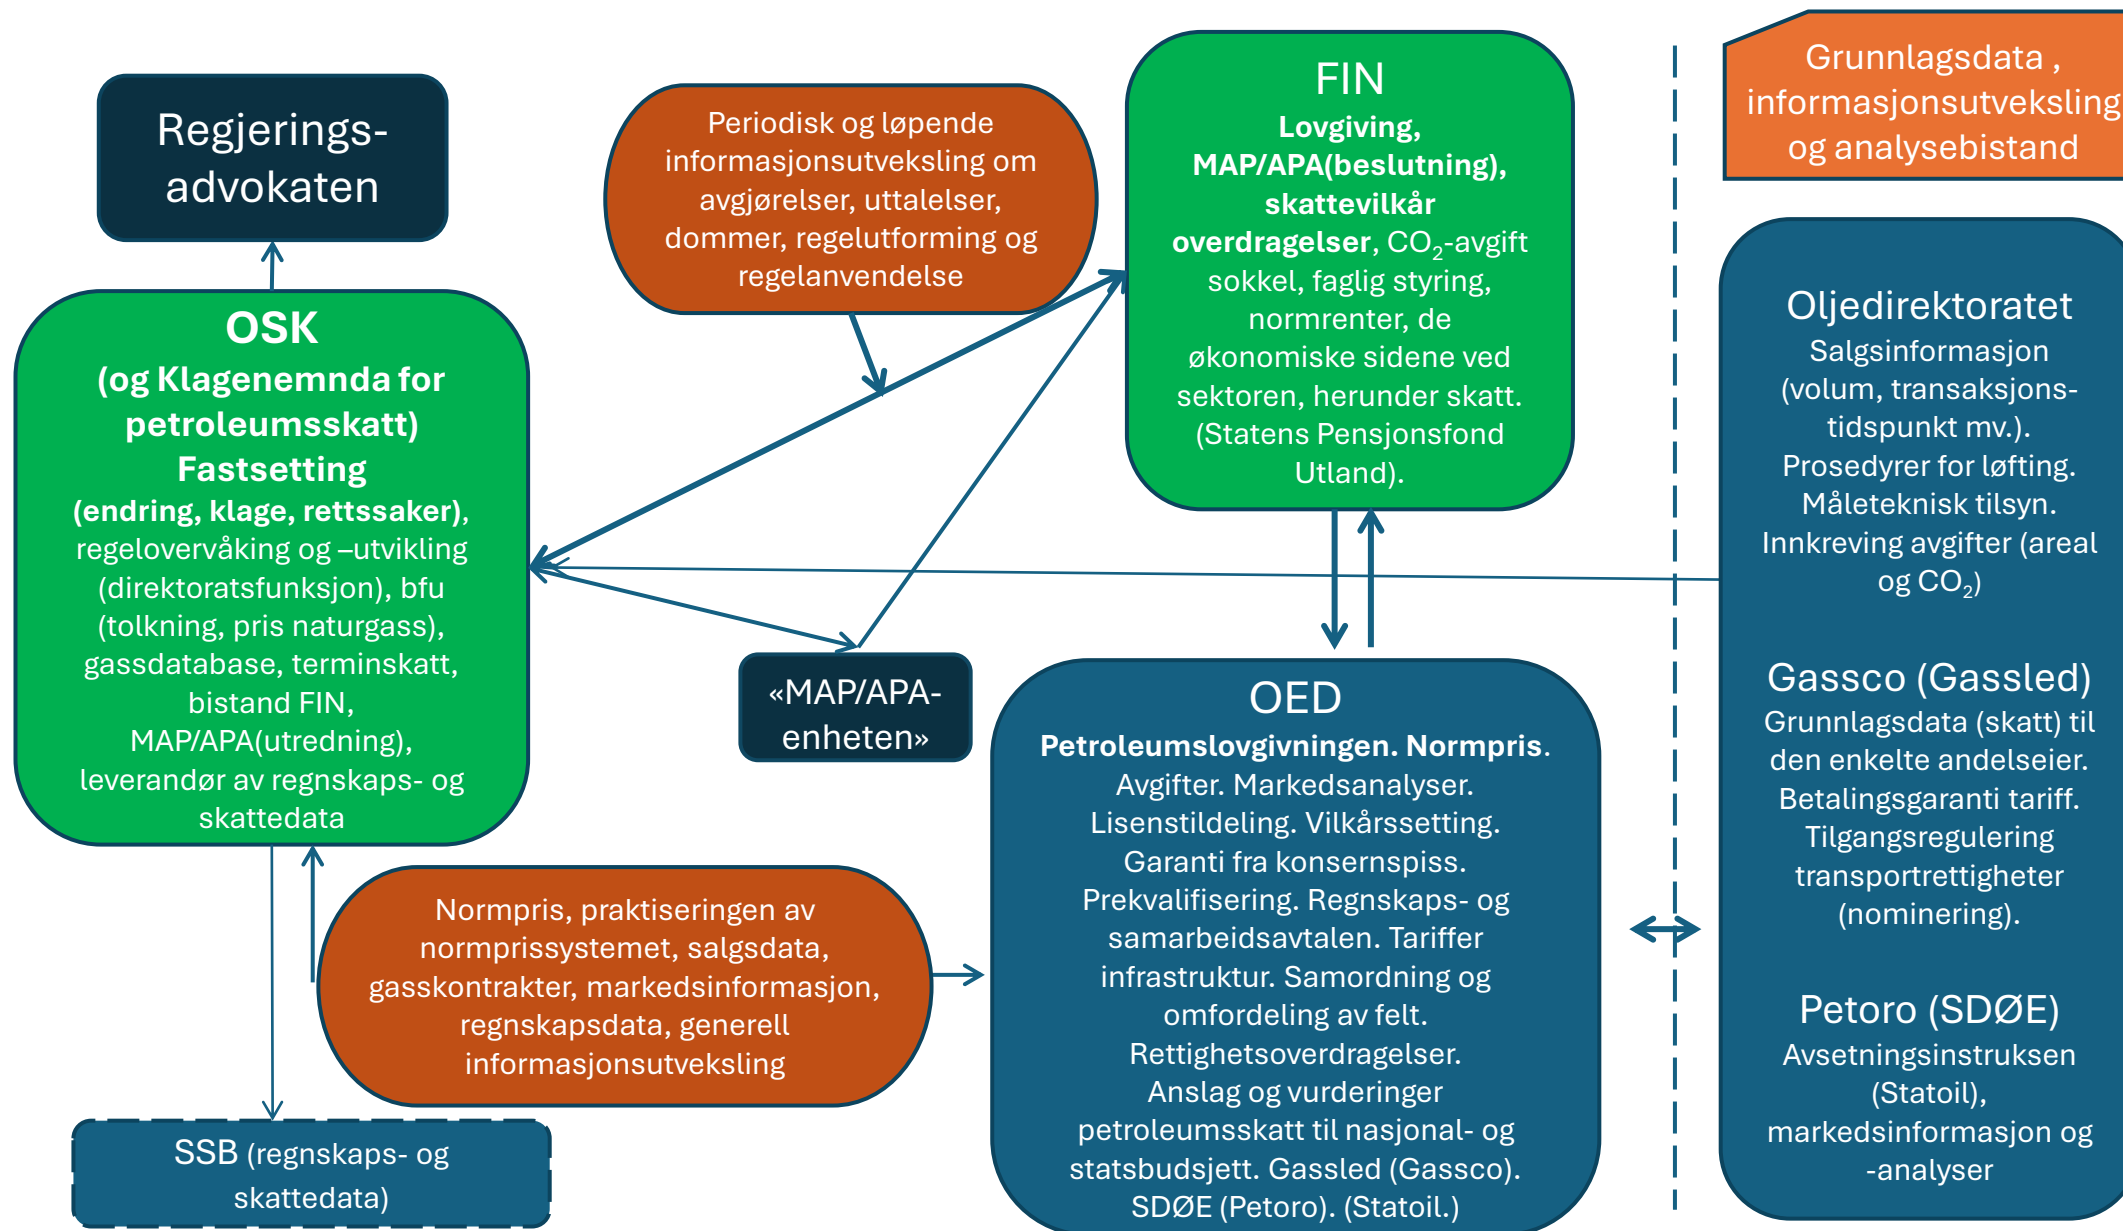 Regjerings-
advokaten
OSK
(og Klagenemnda for
petroleumsskatt)
Fastsetting
(endring, klage, rettssaker),
regelovervåking og –utvikling
(direktoratsfunksjon), bfu
(tolkning, pris naturgass),
gassdatabase, terminskatt,
bistand FIN,
MAP/APA(utredning),
leverandør av regnskaps- og
skattedata
SSB (regnskaps- og
skattedata)
Periodisk og løpende
informasjonsutveksling om
avgjørelser, uttalelser,
dommer, regelutforming og
regelanvendelse
«MAP/APA-
enheten»
Normpris, praktiseringen av
normprissystemet, salgsdata,
gasskontrakter, markedsinformasjon,
regnskapsdata, generell
informasjonsutveksling
FIN
Lovgiving,
MAP/APA(beslutning),
skattevilkår
overdragelser, CO₂-avgift
sokkel, faglig styring,
normrenter, de
økonomiske sidene ved
sektoren, herunder skatt.
(Statens Pensjonsfond
Utland).
OED
Petroleumslovgivningen. Normpris.
Avgifter. Markedsanalyser.
Lisenstildeling. Vilkårssetting.
Garanti fra konsernspiss.
Prekvalifisering. Regnskaps- og
samarbeidsavtalen. Tariffer
infrastruktur. Samordning og
omfordeling av felt.
Rettighetsoverdragelser.
Anslag og vurderinger
petroleumsskatt til nasjonal- og
statsbudsjett. Gassled (Gassco).
SDØE (Petoro). (Statoil.)
Grunnlagsdata ,
informasjonsutveksling
og analysebistand
Oljedirektoratet
Salgsinformasjon
(volum, transaksjons-
tidspunkt mv.).
Prosedyrer for løfting.
Måleteknisk tilsyn.
Innkreving avgifter (areal
og CO₂)
Gassco (Gassled)
Grunnlagsdata (skatt) til
den enkelte andelseier.
Betalingsgaranti tariff.
Tilgangsregulering
transportrettigheter
(nominering).
Petoro (SDØE)
Avsetningsinstruksen
(Statoil),
markedsinformasjon og
-analyser